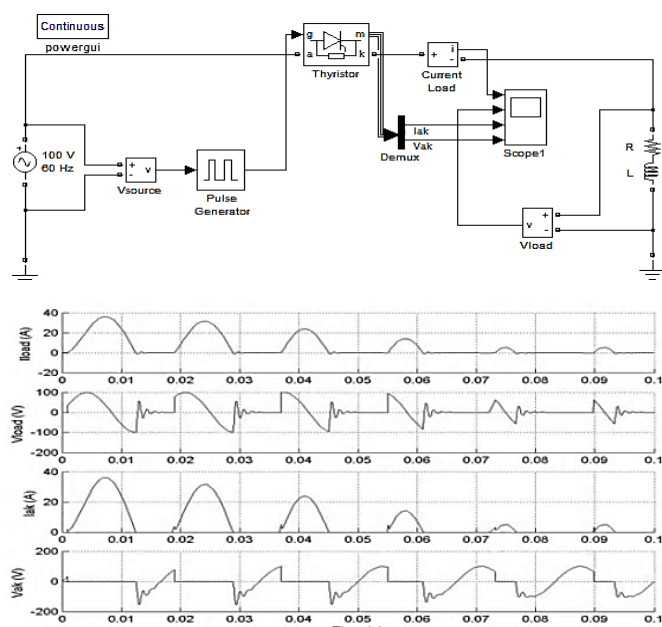 Continuous
powergui
g
m
a
k
Thyristor
+
-
i
Current
Load
100 V
60 Hz
+
+
-
v
Vsource
Pulse
Generator
Iak
Vak
Demux
Scope1
R
L
v
+
-
Vload
Iload (A)
40
20
0
-20
0 0.01 0.02 0.03 0.04 0.05 0.06 0.07 0.08 0.09 0.1
Vload (V)
100
0
-100
-200
0 0.01 0.02 0.03 0.04 0.05 0.06 0.07 0.08 0.09 0.1
Iak (A)
40
20
0
0 0.01 0.02 0.03 0.04 0.05 0.06 0.07 0.08 0.09 0.1
Vak (V)
200
0
-200
0 0.01 0.02 0.03 0.04 0.05 0.06 0.07 0.08 0.09 0.1